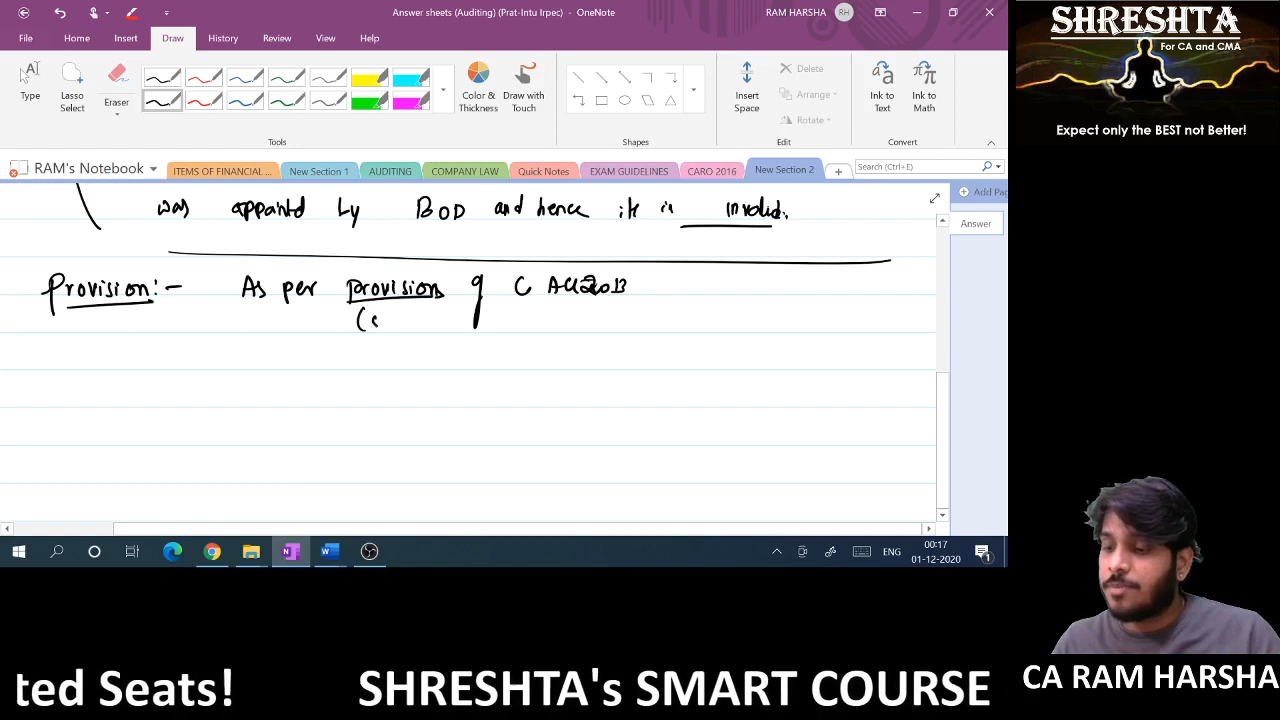 Answer sheets (Auditing) (Prat-Intu Irpec) - OneNote
RAM HARSHA
RH
SHRESHTA
For CA and CMA
Expect only the BEST not Better!
File Home Insert Draw History Review View Help
Type
Lasso Select
Eraser
Color & Thickness
Draw with Touch
Insert Space
Delete
Arrange
Rotate
Ink to Text
Ink to Math
Tools Shapes Edit Convert
RAM's Notebook
ITEMS OF FINANCIAL ...
New Section 1
AUDITING
COMPANY LAW
Quick Notes
EXAM GUIDELINES
CARO 2016
New Section 2
Search (Ctrl+E)
Add Pag
Answer
was appointed by BOD and hence it is invalid.
Provision:- As per provision of C Act 2013
ENG
00:17
01-12-2020
1
ted Seats! SHRESHTA's SMART COURSE
CA RAM HARSHA